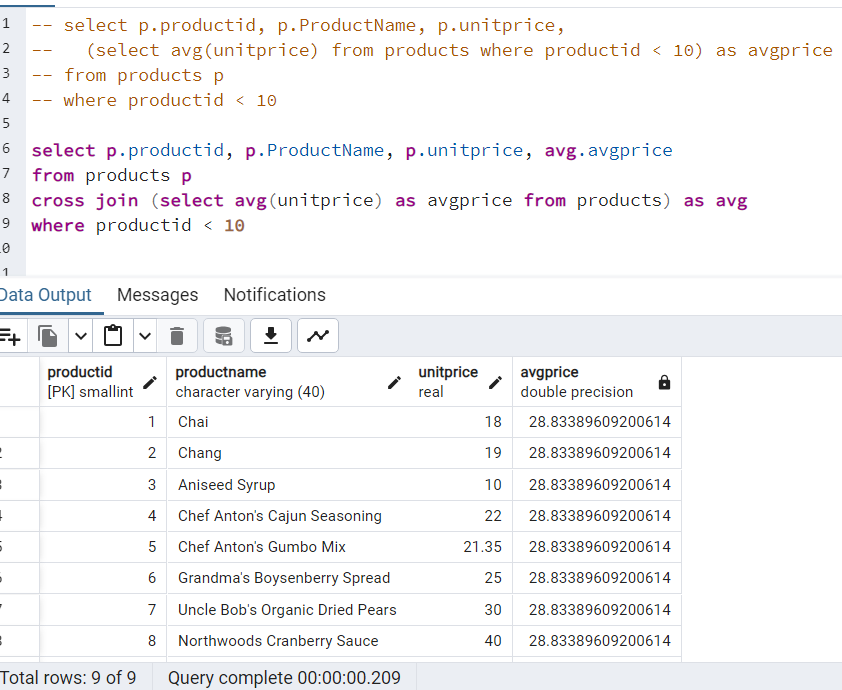 1 -- select p.productid, p.ProductName, p.unitprice,
2 --   (select avg(unitprice) from products where productid < 10) as avgprice
3 -- from products p
4 -- where productid < 10
5
6 select p.productid, p.ProductName, p.unitprice, avg.avgprice
7 from products p
8 cross join (select avg(unitprice) as avgprice from products) as avg
9 where productid < 10
0
1
Data Output Messages Notifications
productid productname unitprice avgprice
[PK] smallint character varying (40) real double precision
1 Chai 18 28.83389609200614
2 2 Chang 19 28.83389609200614
3 3 Aniseed Syrup 10 28.83389609200614
4 4 Chef Anton's Cajun Seasoning 22 28.83389609200614
5 5 Chef Anton's Gumbo Mix 21.35 28.83389609200614
6 6 Grandma's Boysenberry Spread 25 28.83389609200614
7 7 Uncle Bob's Organic Dried Pears 30 28.83389609200614
8 8 Northwoods Cranberry Sauce 40 28.83389609200614
Total rows: 9 of 9 Query complete 00:00:00.209